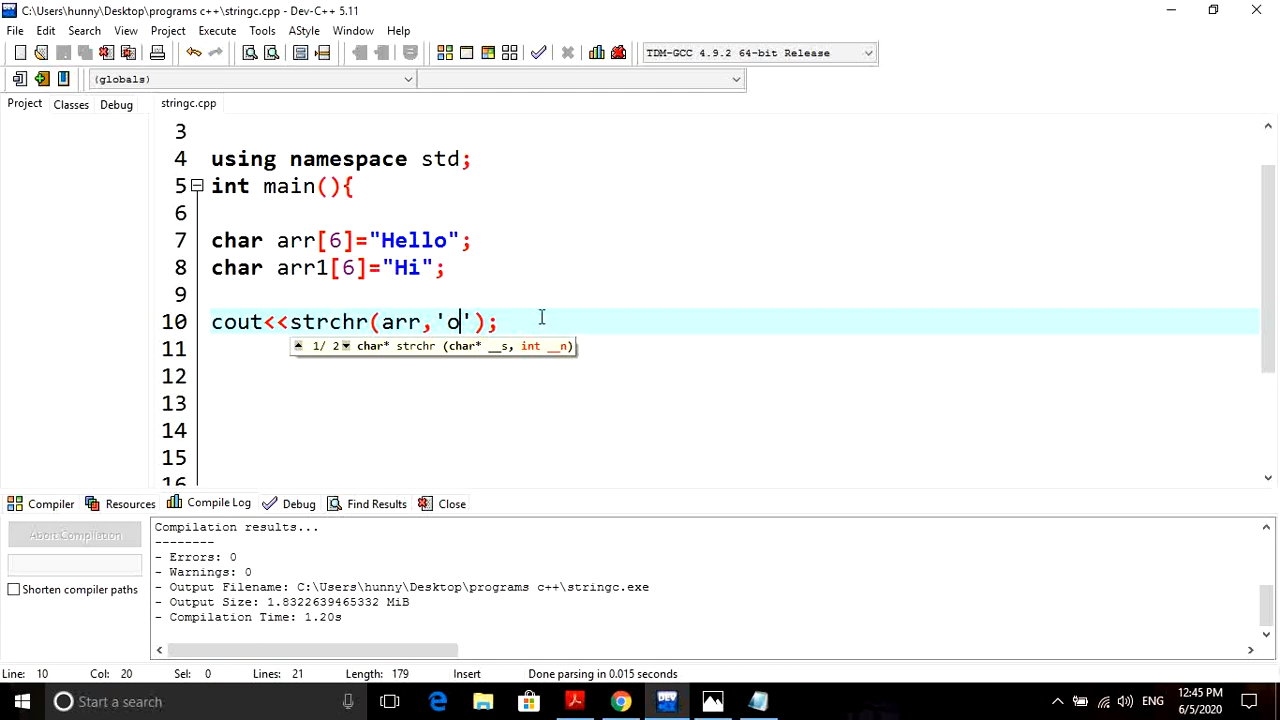 C:\Users\hunny\Desktop\programs c++\stringc.cpp - Dev-C++ 5.11
File Edit Search View Project Execute Tools AStyle Window Help
TDM-GCC 4.9.2 64-bit Release
(globals)
Project Classes Debug stringc.cpp
3
4 using namespace std;
5 int main(){
6
7 char arr[6]="Hello";
8 char arr1[6]="Hi";
9
10 cout<<strchr(arr,'o');
11 1/ 2 char* strchr (char* __s, int __n)
12
13
14
15
16
Compiler Resources Compile Log Debug Find Results Close
Abort Compilation
Shorten compiler paths
Compilation results...
--------
- Errors: 0
- Warnings: 0
- Output Filename: C:\Users\hunny\Desktop\programs c++\stringc.exe
- Output Size: 1.8322639465332 MiB
- Compilation Time: 1.20s
Line: 10 Col: 20 Sel: 0 Lines: 21 Length: 179 Insert Done parsing in 0.015 seconds
Start a search
DEV
ENG
12:45 PM
6/5/2020